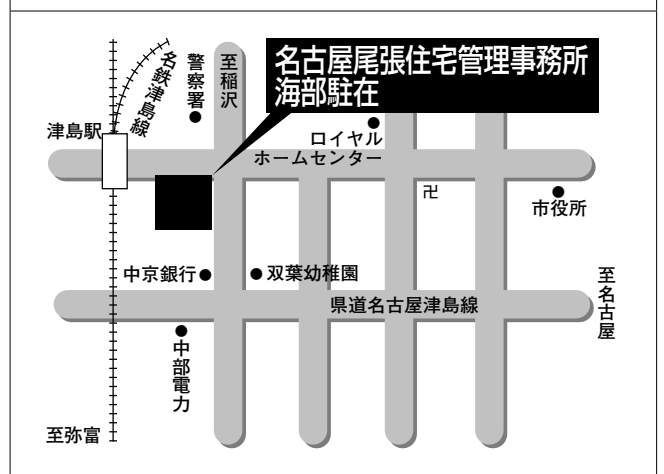 名古屋尾張住宅管理事務所
海部駐在
名鉄津島線
警察署
至稲沢
津島駅
ロイヤル
ホームセンター
卍
市役所
中京銀行
双葉幼稚園
県道名古屋津島線
至名古屋
中部電力
至弥富